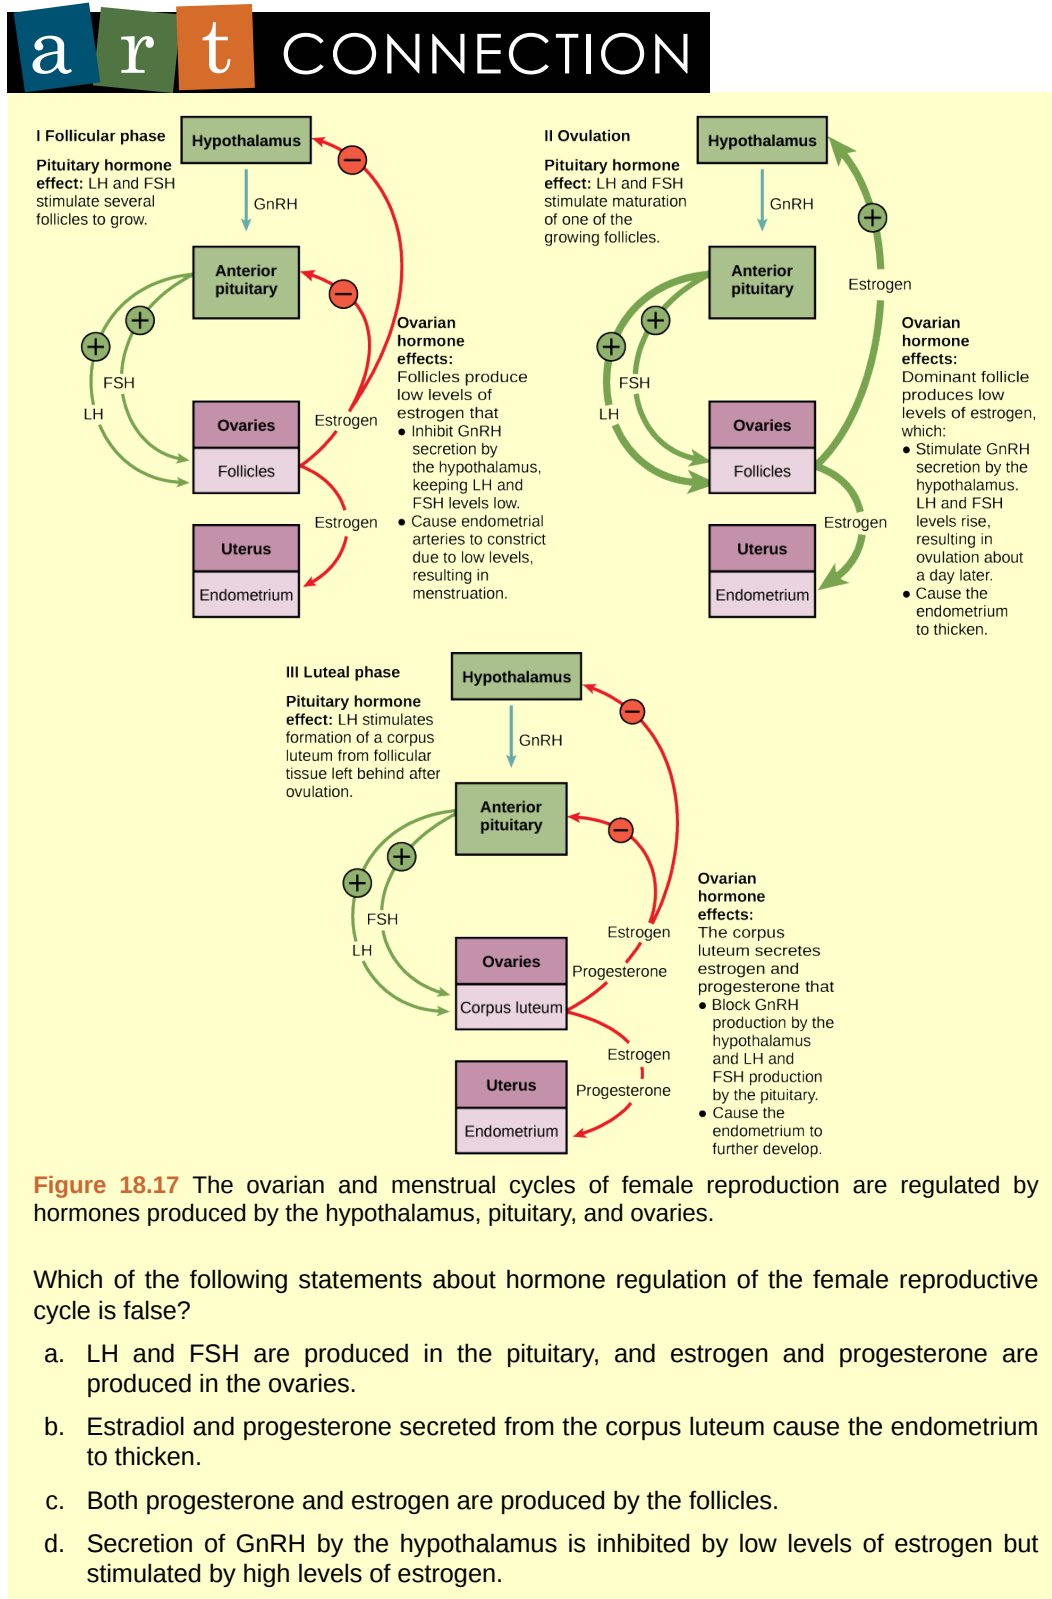 art CONNECTION
I Follicular phase
Pituitary hormone
effect: LH and FSH
stimulate several
follicles to grow.
Hypothalamus
GnRH
Anterior
pituitary
FSH
LH
Ovaries
Follicles
Estrogen
Estrogen
Uterus
Endometrium
Ovarian
hormone
effects:
Follicles produce
low levels of
estrogen that
● Inhibit GnRH
secretion by
the hypothalamus,
keeping LH and
FSH levels low.
● Cause endometrial
arteries to constrict
due to low levels,
resulting in
menstruation.
II Ovulation
Pituitary hormone
effect: LH and FSH
stimulate maturation
of one of the
growing follicles.
Hypothalamus
GnRH
Anterior
pituitary
Estrogen
FSH
LH
Ovaries
Follicles
Estrogen
Uterus
Endometrium
Ovarian
hormone
effects:
Dominant follicle
produces low
levels of estrogen,
which:
● Stimulate GnRH
secretion by the
hypothalamus.
LH and FSH
levels rise,
resulting in
ovulation about
a day later.
● Cause the
endometrium
to thicken.
III Luteal phase
Pituitary hormone
effect: LH stimulates
formation of a corpus
luteum from follicular
tissue left behind after
ovulation.
Hypothalamus
GnRH
Anterior
pituitary
FSH
LH
Estrogen
Progesterone
Ovaries
Corpus luteum
Estrogen
Progesterone
Uterus
Endometrium
Ovarian
hormone
effects:
The corpus
luteum secretes
estrogen and
progesterone that
● Block GnRH
production by the
hypothalamus
and LH and
FSH production
by the pituitary.
● Cause the
endometrium to
further develop.
Figure 18.17 The ovarian and menstrual cycles of female reproduction are regulated by
hormones produced by the hypothalamus, pituitary, and ovaries.
Which of the following statements about hormone regulation of the female reproductive
cycle is false?
a. LH and FSH are produced in the pituitary, and estrogen and progesterone are
produced in the ovaries.
b. Estradiol and progesterone secreted from the corpus luteum cause the endometrium
to thicken.
c. Both progesterone and estrogen are produced by the follicles.
d. Secretion of GnRH by the hypothalamus is inhibited by low levels of estrogen but
stimulated by high levels of estrogen.